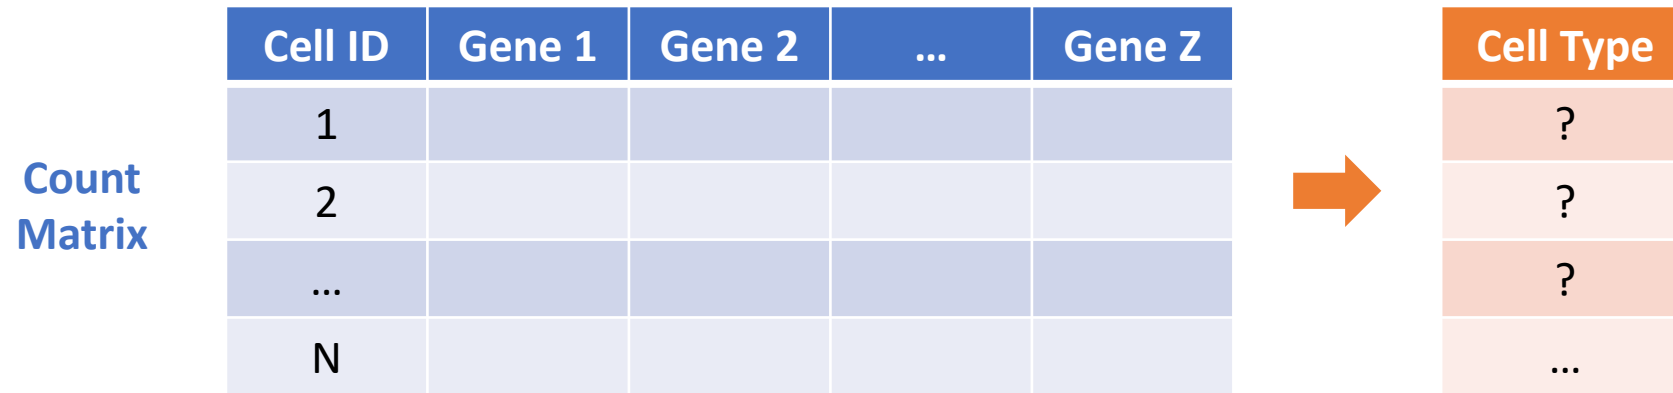 Count
Matrix
Cell ID Gene 1 Gene 2 … Gene Z
1
2
…
N
Cell Type
?
?
?
…